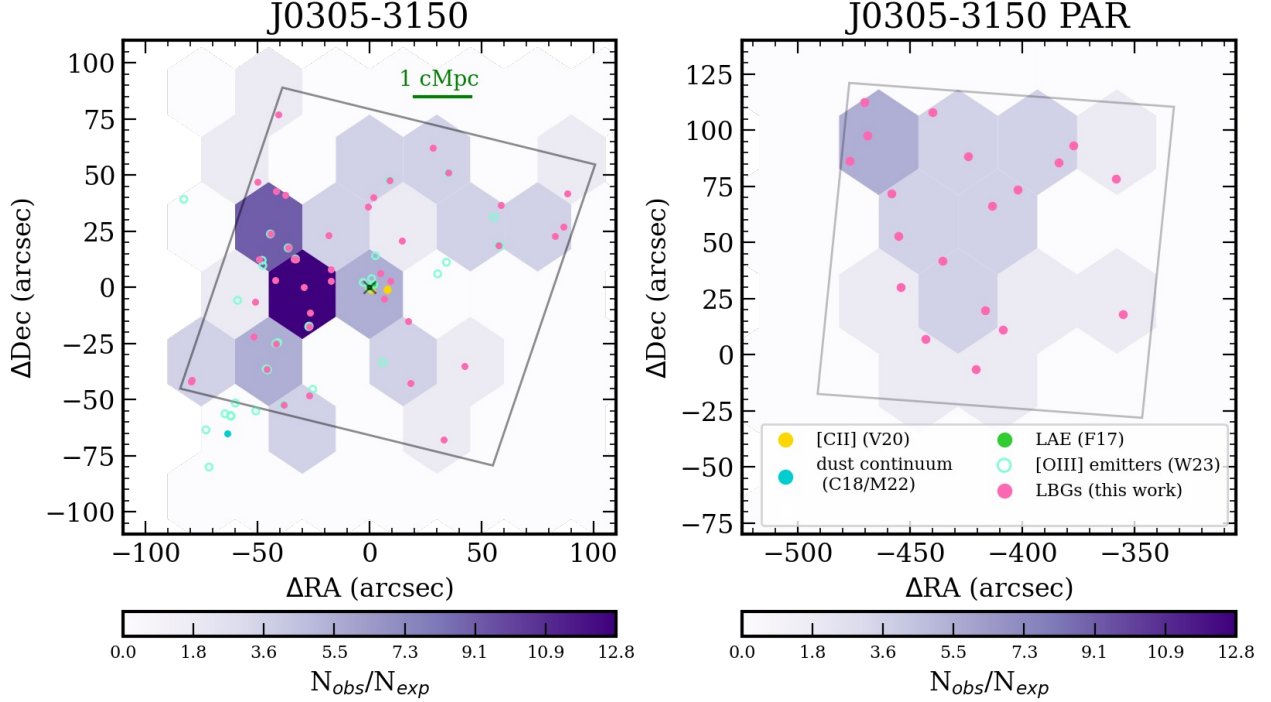 J0305-3150
J0305-3150 PAR
1 cMpc
100
75
50
25
0
−25
−50
−75
−100
ΔDec (arcsec)
−100
−50
0
50
100
ΔRA (arcsec)
0.0 1.8 3.6 5.5 7.3 9.1 10.9 12.8
N_obs/N_exp
125
100
75
50
25
0
−25
−50
−75
ΔDec (arcsec)
[CII] (V20)
dust continuum
(C18/M22)
LAE (F17)
[OIII] emitters (W23)
LBGs (this work)
−500
−450
−400
−350
ΔRA (arcsec)
0.0 1.8 3.6 5.5 7.3 9.1 10.9 12.8
N_obs/N_exp